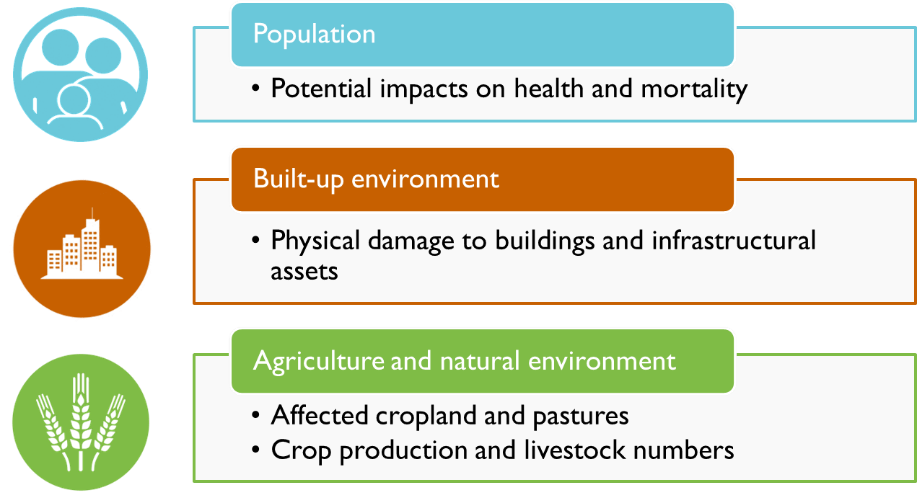 Population
• Potential impacts on health and mortality
Built-up environment
• Physical damage to buildings and infrastructural
assets
Agriculture and natural environment
• Affected cropland and pastures
• Crop production and livestock numbers